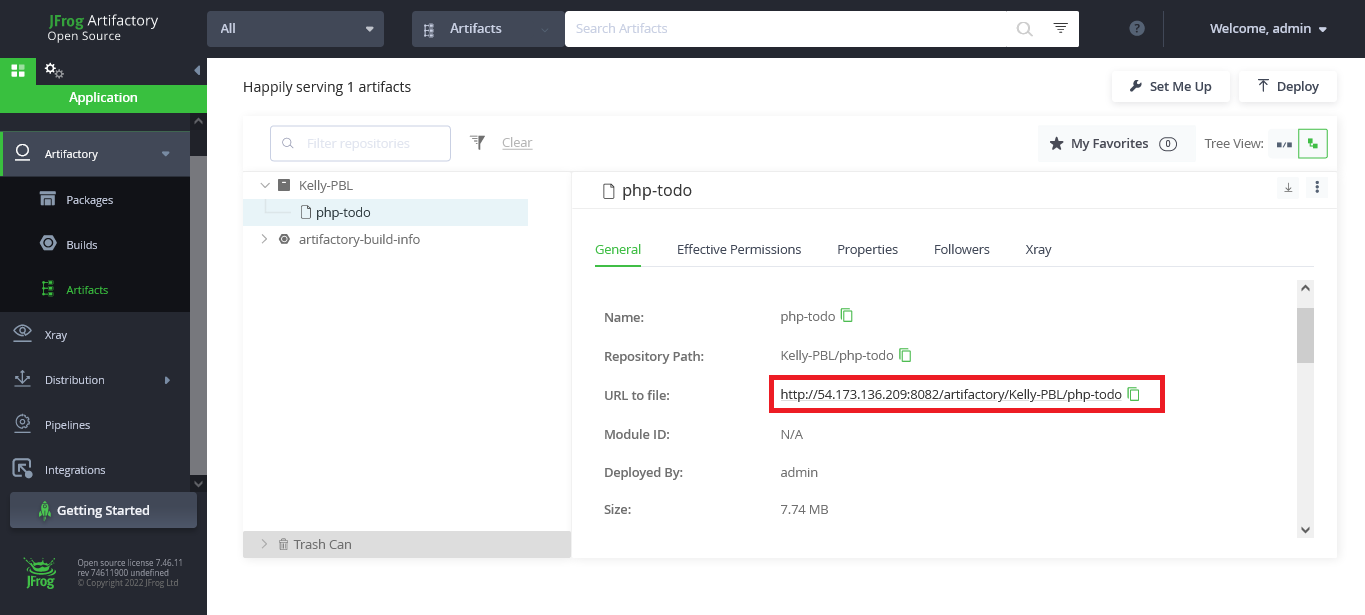 JFrog Artifactory
Open Source
All
Artifacts
Search Artifacts
?
Welcome, admin
Application
Artifactory
Packages
Builds
Artifacts
Xray
Distribution
Pipelines
Integrations
Getting Started
JFrog
Open source license 7.46.11
rev 74611900 undefined
© Copyright 2022 JFrog Ltd
Happily serving 1 artifacts
Set Me Up
Deploy
Filter repositories
Clear
My Favorites 0
Tree View:
Kelly-PBL
php-todo
artifactory-build-info
Trash Can
php-todo
General Effective Permissions Properties Followers Xray
Name: php-todo
Repository Path: Kelly-PBL/php-todo
URL to file: http://54.173.136.209:8082/artifactory/Kelly-PBL/php-todo
Module ID: N/A
Deployed By: admin
Size: 7.74 MB